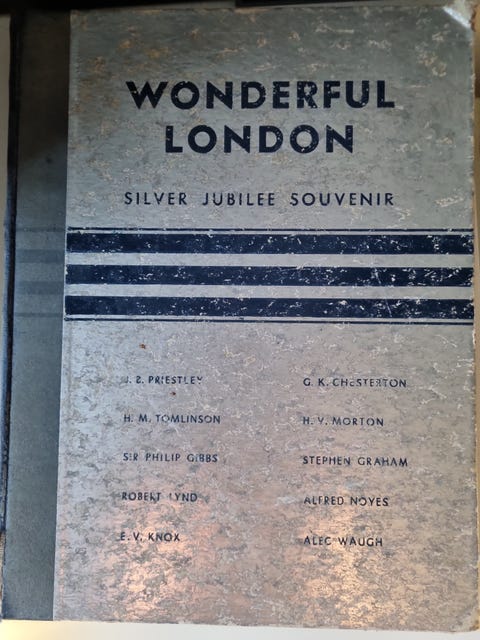 WONDERFUL
LONDON
SILVER JUBILEE SOUVENIR
J. B. PRIESTLEY
H. M. TOMLINSON
SIR PHILIP GIBBS
ROBERT LYND
E. V. KNOX
G. K. CHESTERTON
H. V. MORTON
STEPHEN GRAHAM
ALFRED NOYES
ALEC WAUGH